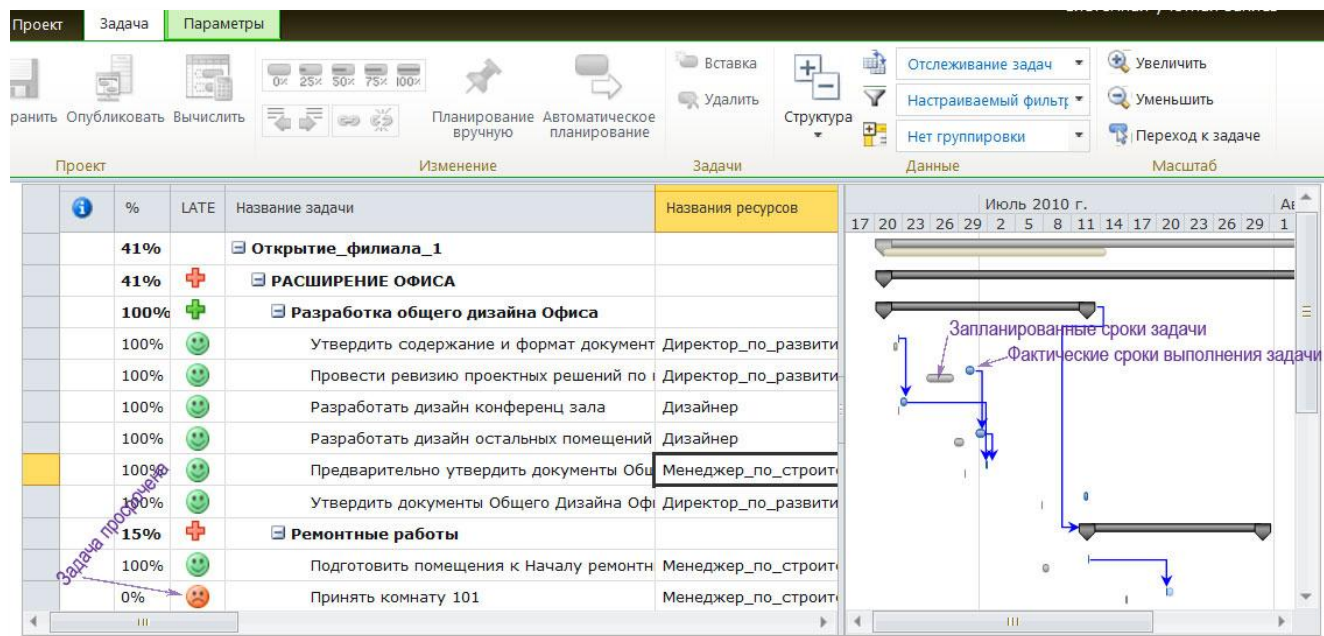 Проект Задача Параметры
0% 25% 50% 75% 100%
Вставка
Удалить
Структура
Отслеживание задач
Настраиваемый фильтр
Нет группировки
Увеличить
Уменьшить
Переход к задаче
ранить Опубликовать Вычислить
Планирование вручную
Автоматическое планирование
Проект Изменение Задачи Данные Масштаб
% LATE Название задачи Названия ресурсов
Июль 2010 г. Ав
17 20 23 26 29 2 5 8 11 14 17 20 23 26 29 1
41% Открытие_филиала_1
41% РАСШИРЕНИЕ ОФИСА
100% Разработка общего дизайна Офиса
Запланированные сроки задачи
100% Утвердить содержание и формат документ Директор_по_развити
Фактические сроки выполнения задачи
100% Провести ревизию проектных решений по Директор_по_развити
100% Разработать дизайн конференц зала Дизайнер
100% Разработать дизайн остальных помещений Дизайнер
100% Предварительно утвердить документы Общ Менеджер_по_строит
100% Утвердить документы Общего Дизайна Офи Директор_по_развити
15% Ремонтные работы
Задача просрочена
100% Подготовить помещения к Началу ремонтн Менеджер_по_строит
0% Принять комнату 101 Менеджер_по_строит